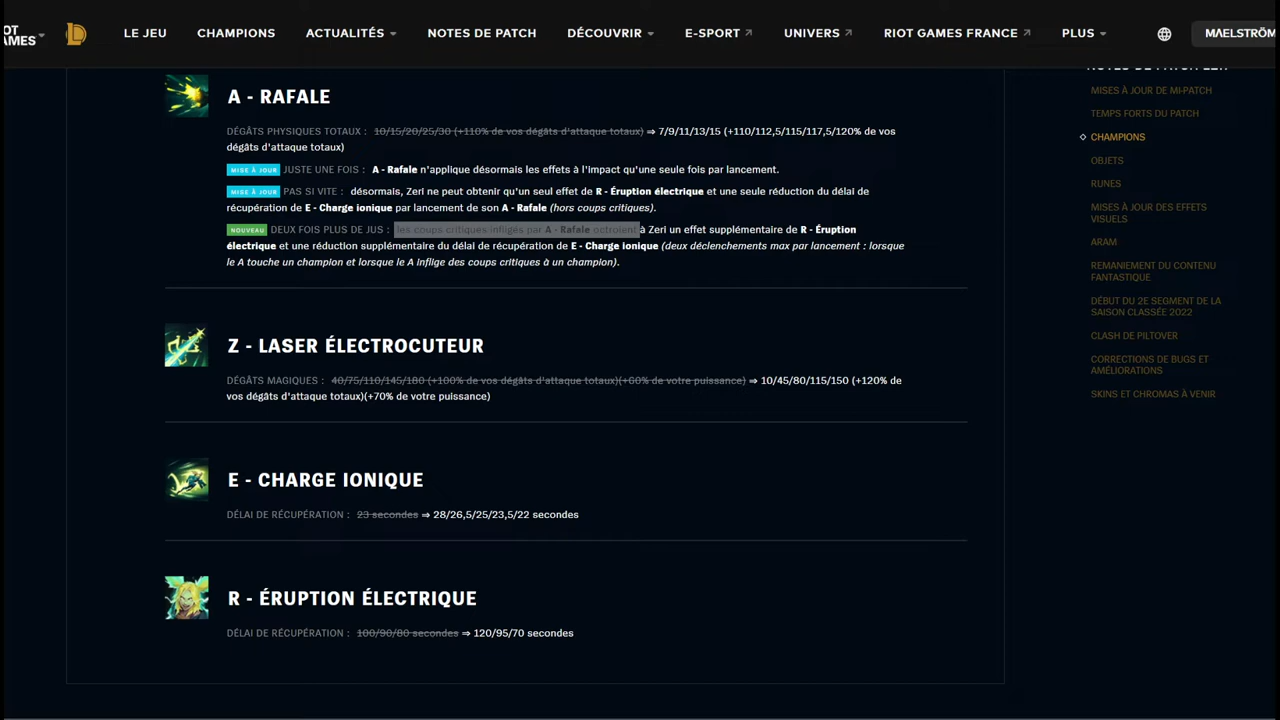 OT
AMES
LE JEU
CHAMPIONS
ACTUALITÉS
NOTES DE PATCH
DÉCOUVRIR
E-SPORT
UNIVERS
RIOT GAMES FRANCE
PLUS
MAELSTRÖM
A - RAFALE
DÉGÂTS PHYSIQUES TOTAUX : 10/15/20/25/30 (+110% de vos dégâts d'attaque totaux) ⇒ 7/9/11/13/15 (+110/112,5/115/117,5/120% de vos
dégâts d'attaque totaux)
MISE À JOUR JUSTE UNE FOIS : A - Rafale n'applique désormais les effets à l'impact qu'une seule fois par lancement.
MISE À JOUR PAS SI VITE : désormais, Zeri ne peut obtenir qu'un seul effet de R - Éruption électrique et une seule réduction du délai de
récupération de E - Charge ionique par lancement de son A - Rafale (hors coups critiques).
NOUVEAU DEUX FOIS PLUS DE JUS : les coups critiques infligés par A - Rafale octroient à Zeri un effet supplémentaire de R - Éruption
électrique et une réduction supplémentaire du délai de récupération de E - Charge ionique (deux déclenchements max par lancement : lorsque
le A touche un champion et lorsque le A inflige des coups critiques à un champion).
Z - LASER ÉLECTROCUTEUR
DÉGÂTS MAGIQUES : 40/75/110/145/180 (+100% de vos dégâts d'attaque totaux)(+60% de votre puissance) ⇒ 10/45/80/115/150 (+120% de
vos dégâts d'attaque totaux)(+70% de votre puissance)
E - CHARGE IONIQUE
DÉLAI DE RÉCUPÉRATION : 23 secondes ⇒ 28/26,5/25/23,5/22 secondes
R - ÉRUPTION ÉLECTRIQUE
DÉLAI DE RÉCUPÉRATION : 100/90/80 secondes ⇒ 120/95/70 secondes
MISES À JOUR DE MI-PATCH
TEMPS FORTS DU PATCH
CHAMPIONS
OBJETS
RUNES
MISES À JOUR DES EFFETS
VISUELS
ARAM
REMANIEMENT DU CONTENU
FANTASTIQUE
DÉBUT DU 2E SEGMENT DE LA
SAISON CLASSÉE 2022
CLASH DE PILTOVER
CORRECTIONS DE BUGS ET
AMÉLIORATIONS
SKINS ET CHROMAS À VENIR